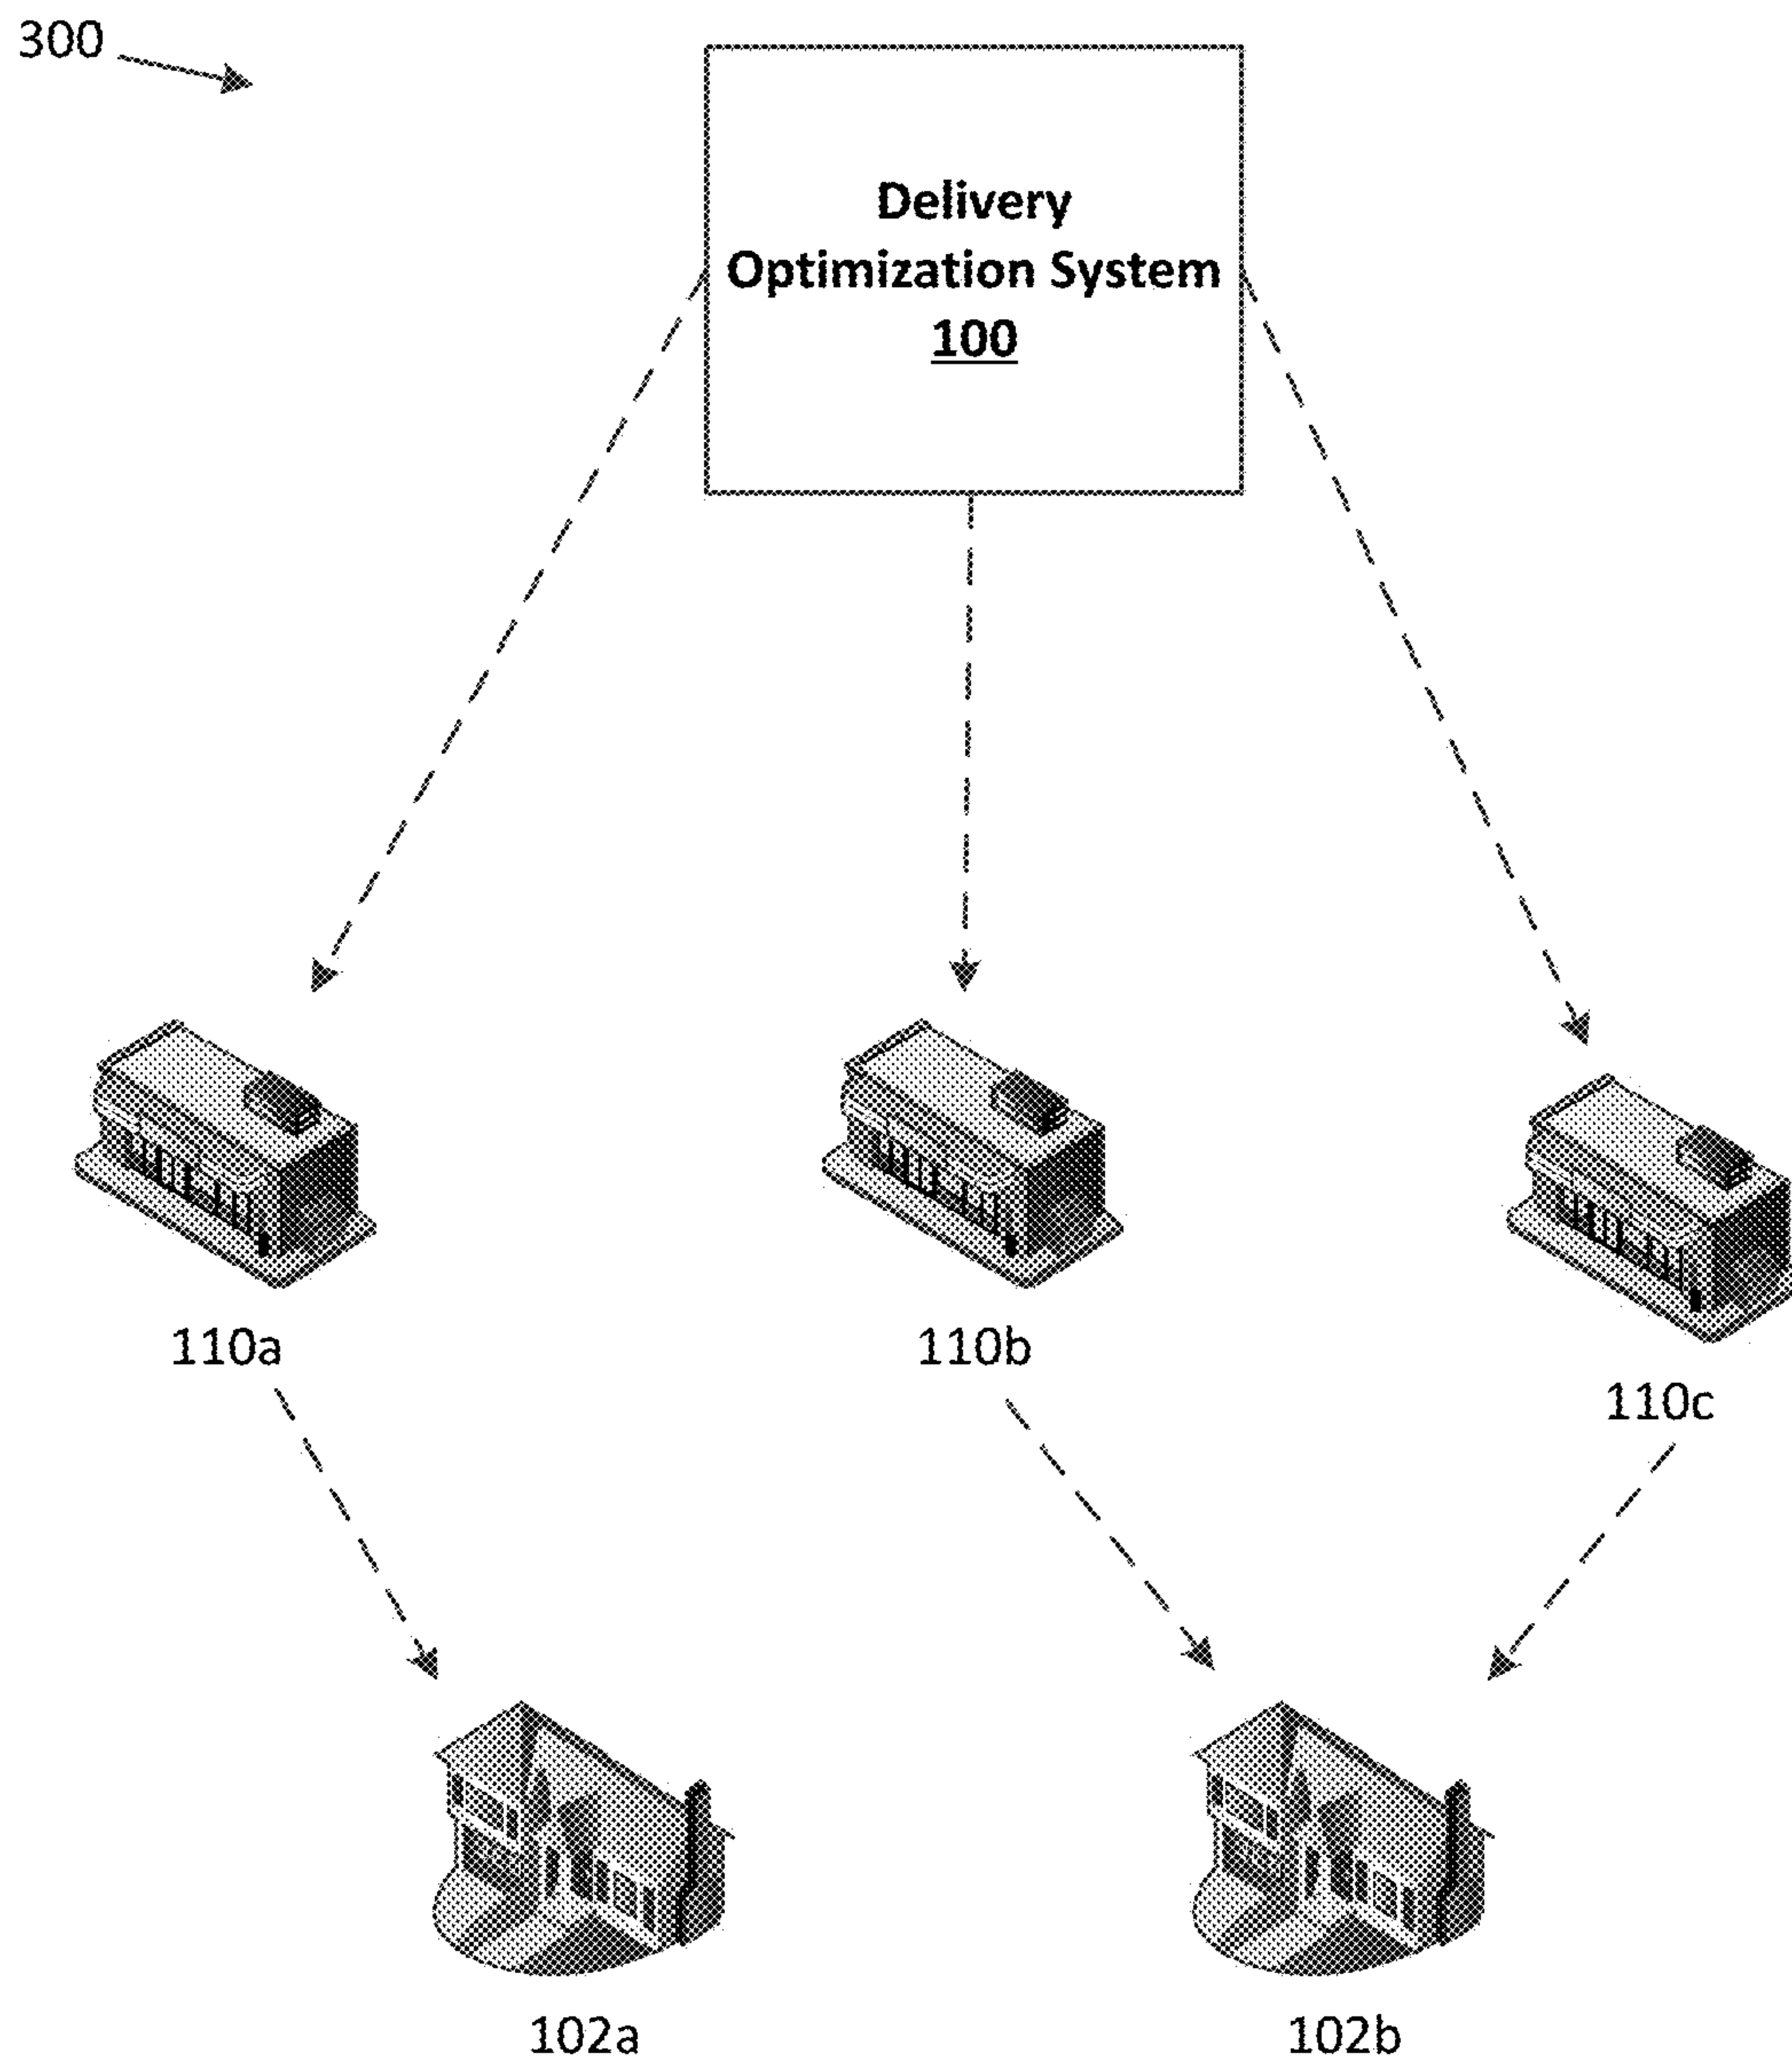 300
Delivery
Optimization System
100
110a
110b
110c
102a
102b